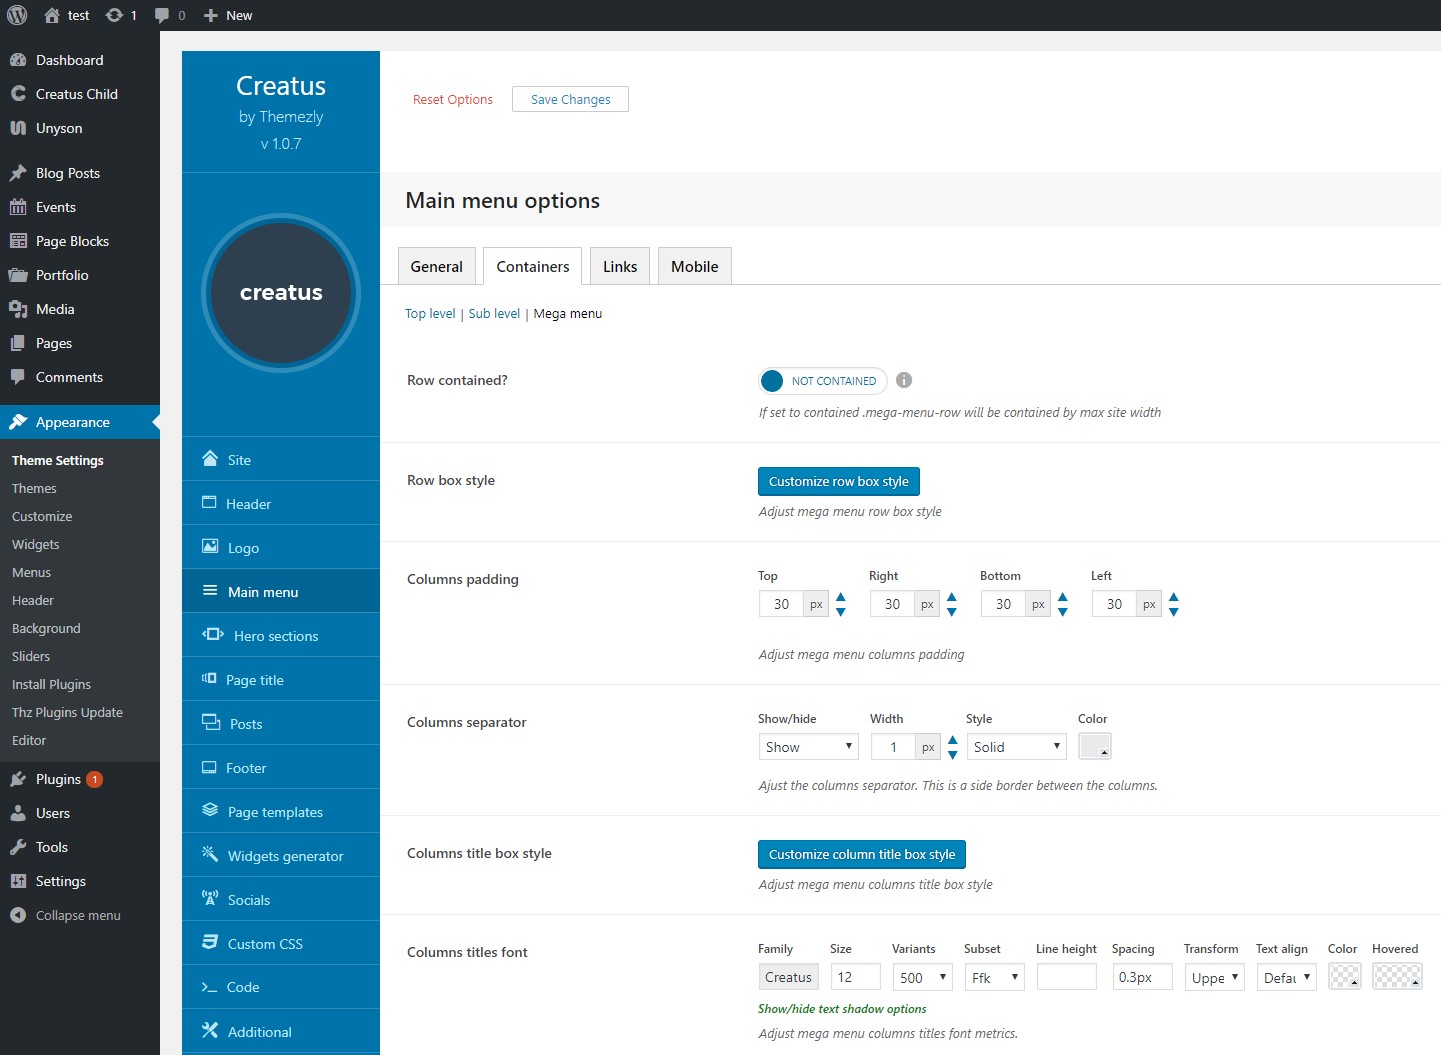 test 1 0 New
Dashboard
Creatus Child
Unyson
Blog Posts
Events
Page Blocks
Portfolio
Media
Pages
Comments
Appearance
Theme Settings
Themes
Customize
Widgets
Menus
Header
Background
Sliders
Install Plugins
Thz Plugins Update
Editor
Plugins 1
Users
Tools
Settings
Collapse menu
Creatus
by Themezly
v 1.0.7
creatus
Site
Header
Logo
Main menu
Hero sections
Page title
Posts
Footer
Page templates
Widgets generator
Socials
Custom CSS
Code
Additional
Reset Options Save Changes
Main menu options
General Containers Links Mobile
Top level | Sub level | Mega menu
Row contained? NOT CONTAINED
If set to contained .mega-menu-row will be contained by max site width
Row box style Customize row box style
Adjust mega menu row box style
Columns padding
Top Right Bottom Left
30 px 30 px 30 px 30 px
Adjust mega menu columns padding
Columns separator
Show/hide Width Style Color
Show 1 px Solid
Ajust the columns separator. This is a side border between the columns.
Columns title box style Customize column title box style
Adjust mega menu columns title box style
Columns titles font
Family Size Variants Subset Line height Spacing Transform Text align Color Hovered
Creatus 12 500 Ffk 0.3px Uppe Defau
Show/hide text shadow options
Adjust mega menu columns titles font metrics.